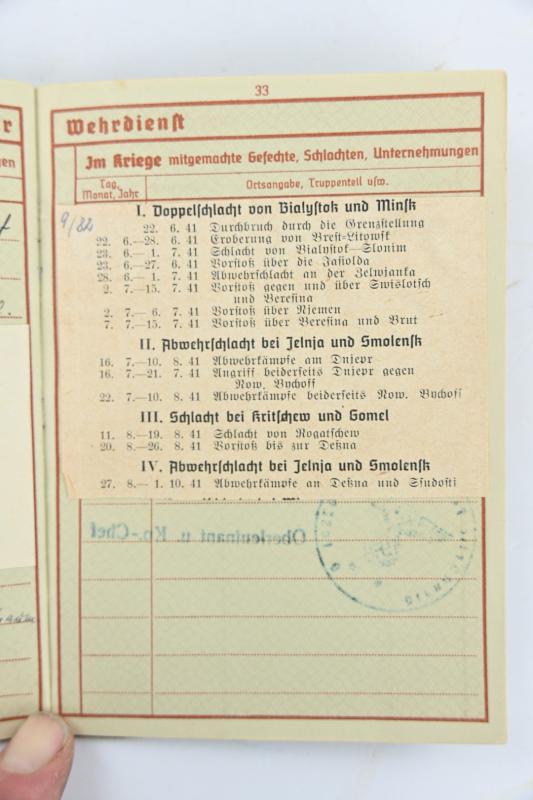 33
r
Wehrdienst
Im Kriege mitgemachte Gefechte, Schlachten, Unternehmungen
Tag, Monat, Jahr
Ortsangabe, Truppenteil usw.
9/22
I. Doppelschlacht von Bialystok und Minsk
22. 6. 41 Durchbruch durch die Grenzstellung
22. 6.—28. 6. 41 Eroberung von Brest-Litowsk
23. 6.— 1. 7. 41 Schlacht von Bialystok—Slonim
23. 6.—27. 6. 41 Vorstoß über die Jasiolda
28. 6.— 1. 7. 41 Abwehrschlacht an der Zelwianka
2. 7.—15. 7. 41 Vorstoß gegen und über Swislotsch
und Beresina
2. 7.— 6. 7. 41 Vorstoß über Njemen
7. 7.—15. 7. 41 Vorstoß über Beresina und Brut
II. Abwehrschlacht bei Jelnja und Smolensk
16. 7.—10. 8. 41 Abwehrkämpfe am Dnjepr
16. 7.—21. 7. 41 Angriff beiderseits Dnjepr gegen
Now. Bychoff
22. 7.—10. 8. 41 Abwehrkämpfe beiderseits Now. Bychoff
III. Schlacht bei Kritschew und Gomel
11. 8.—19. 8. 41 Schlacht von Rogatschew
20. 8.—26. 8. 41 Vorstoß bis zur Desna
IV. Abwehrschlacht bei Jelnja und Smolensk
27. 8.— 1. 10. 41 Abwehrkämpfe an Desna und Ssudosti
Oberleutnant u. Kp.-Chef